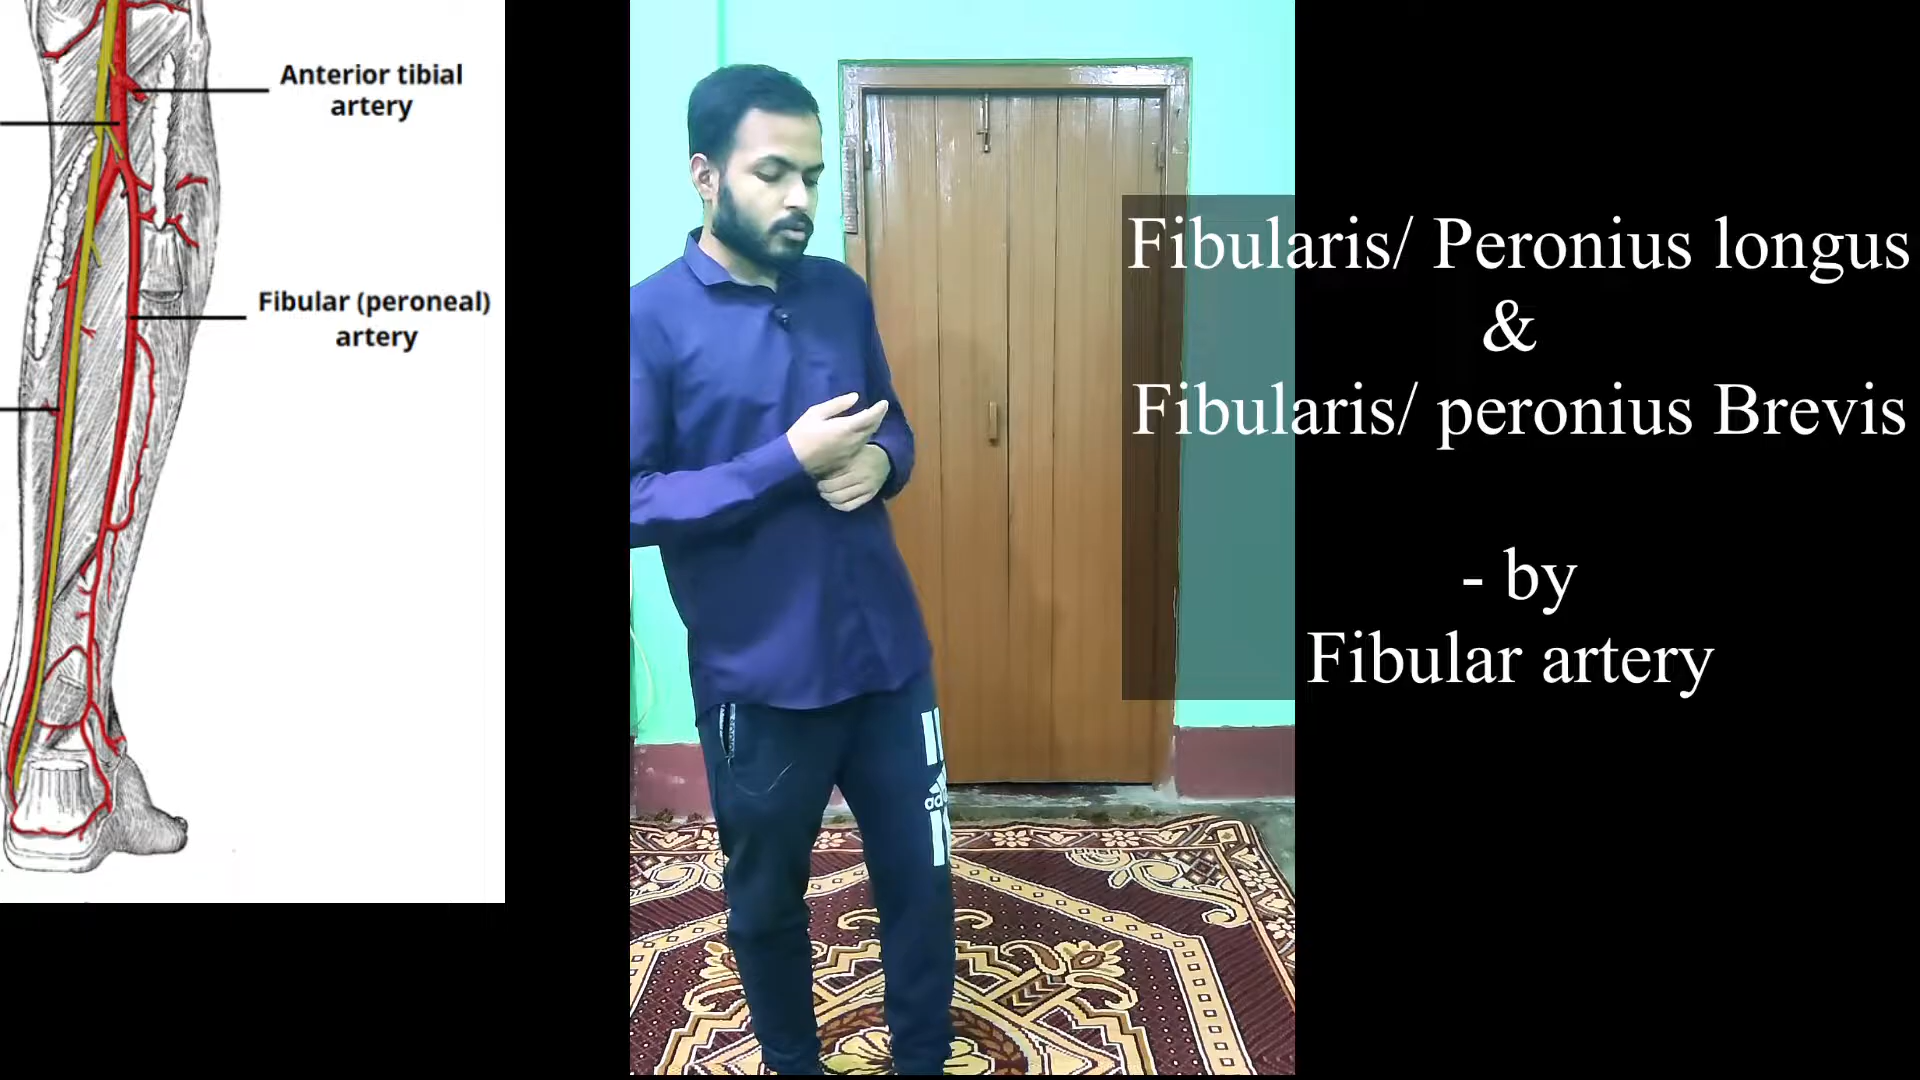 Anterior tibial
artery
Fibular (peroneal)
artery
Fibularis/ Peronius longus
&
Fibularis/ peronius Brevis
- by
Fibular artery